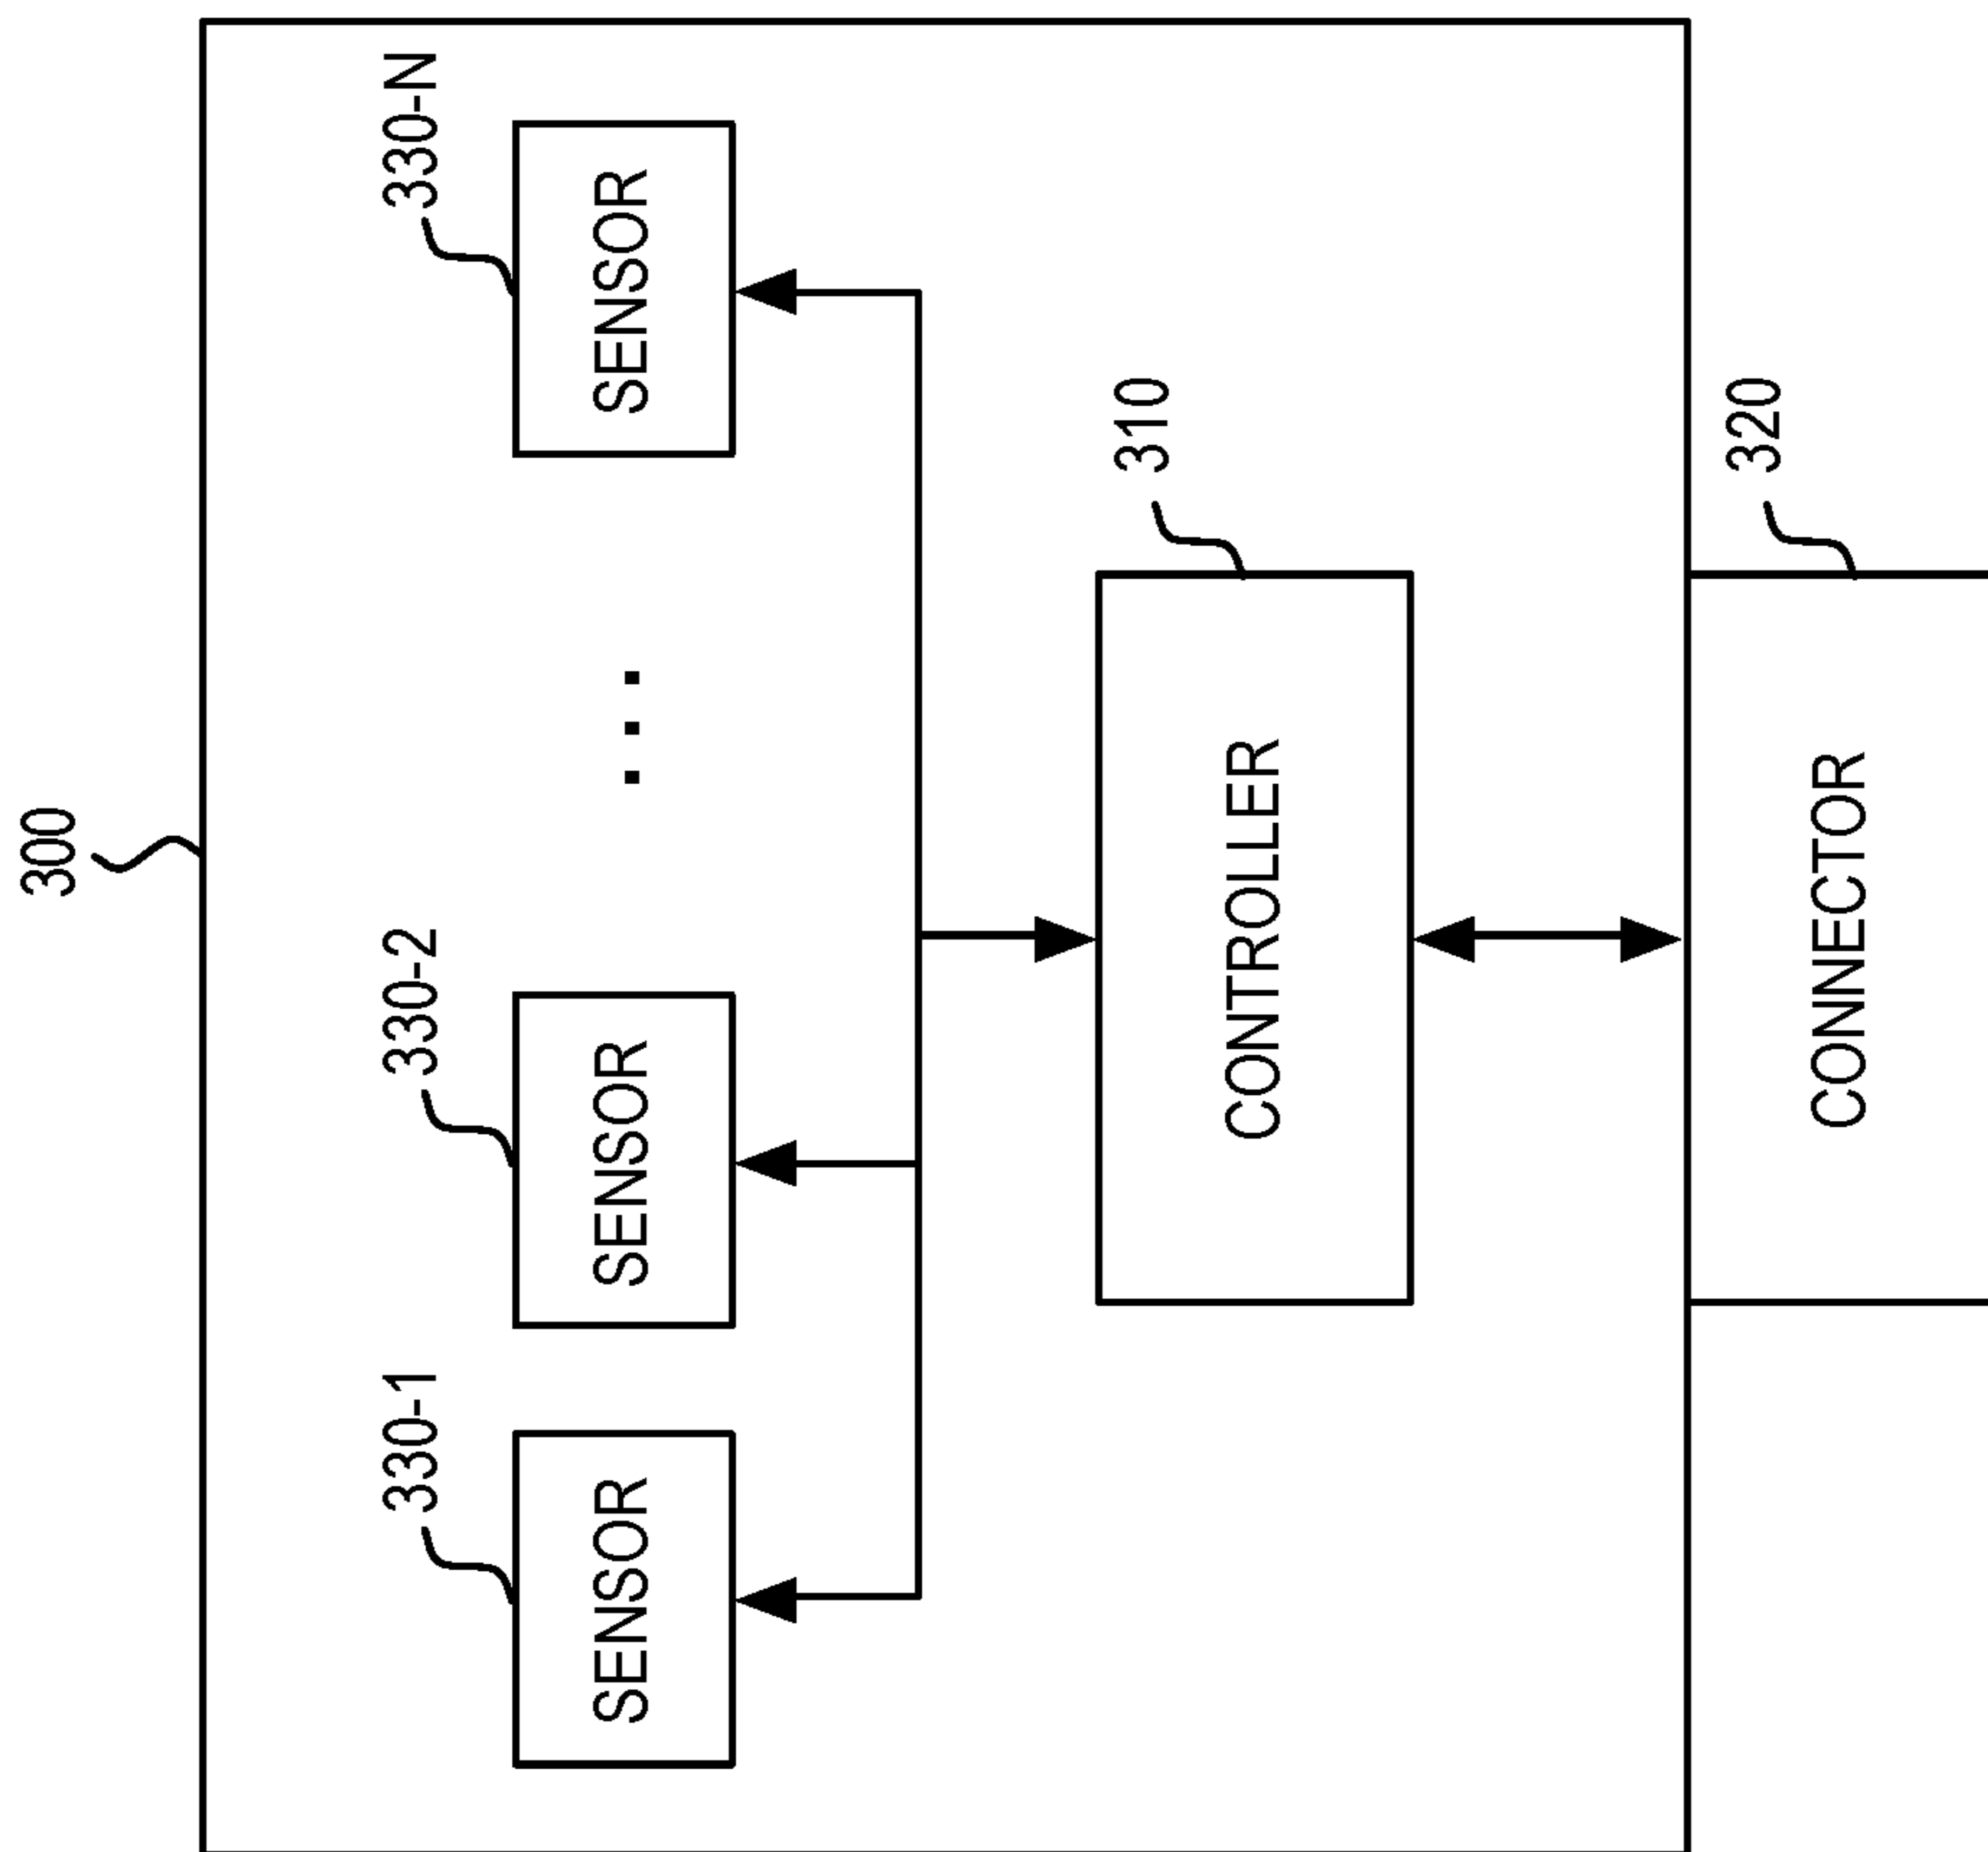 300
330-1
330-2
330-N
SENSOR
SENSOR
...
SENSOR
310
CONTROLLER
320
CONNECTOR